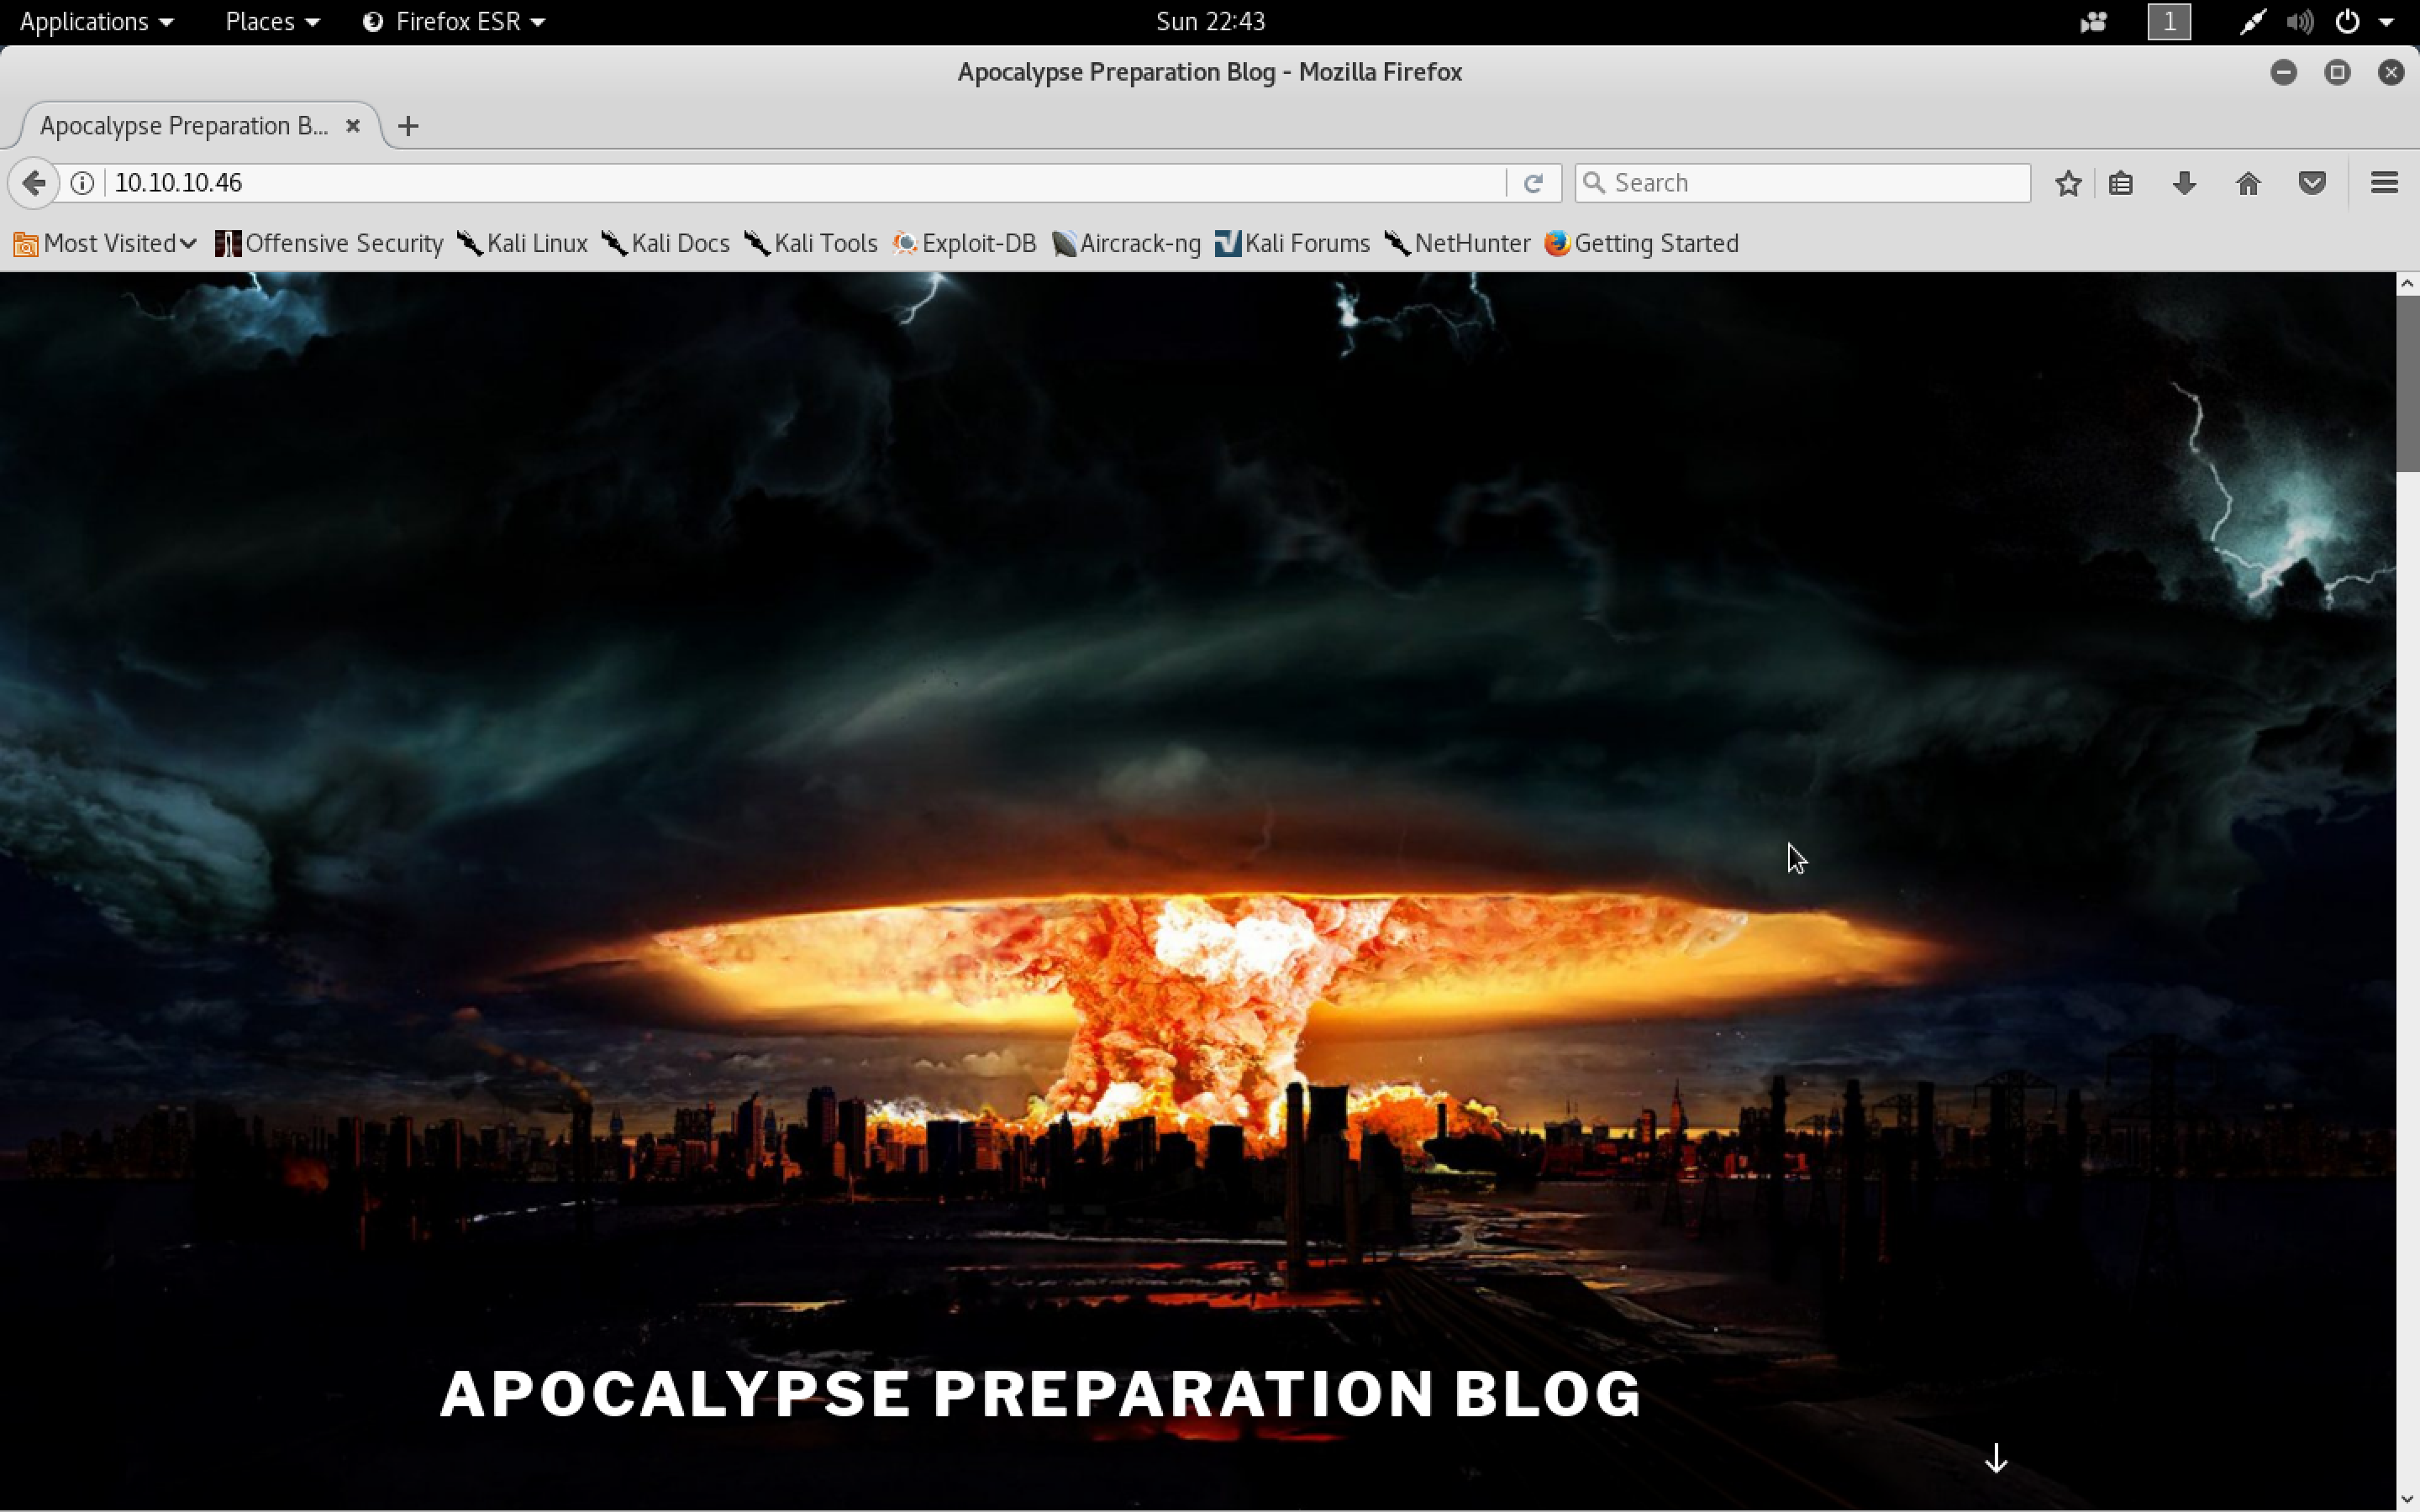 Applications Places Firefox ESR Sun 22:43 1
Apocalypse Preparation Blog - Mozilla Firefox
Apocalypse Preparation B...
10.10.10.46 Search
Most Visited Offensive Security Kali Linux Kali Docs Kali Tools Exploit-DB Aircrack-ng Kali Forums NetHunter Getting Started
APOCALYPSE PREPARATION BLOG